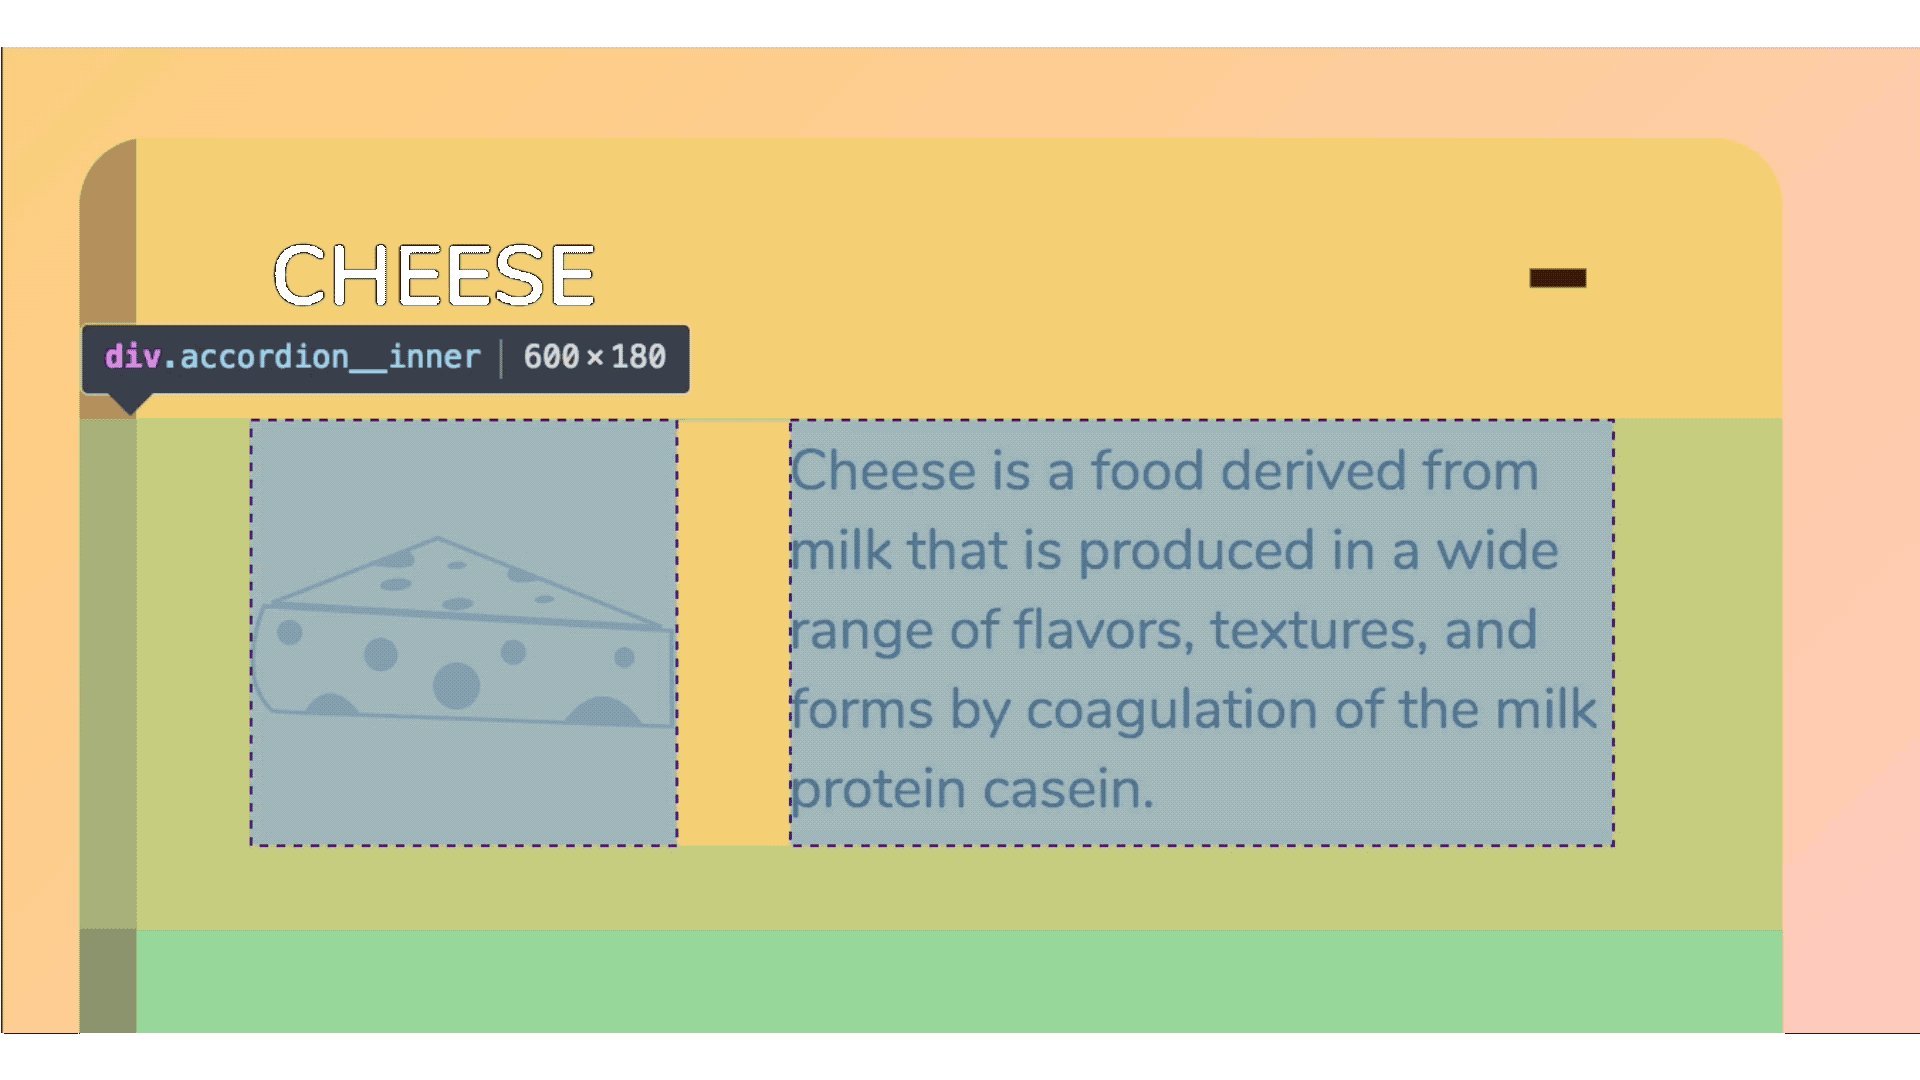 CHEESE
div.accordion__inner | 600 × 180
Cheese is a food derived from
milk that is produced in a wide
range of flavors, textures, and
forms by coagulation of the milk
protein casein.